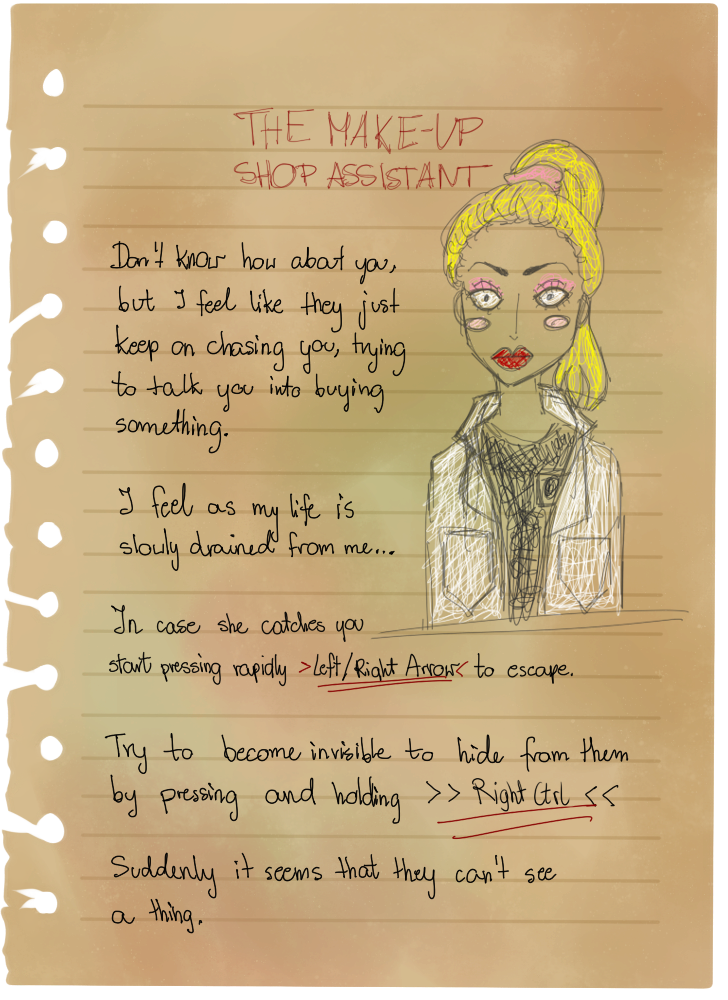 THE MAKE-UP
SHOP ASSISTANT
Don't know how about you,
but I feel like they just
keep on chasing you, trying
to talk you into buying
something.
I feel as my life is
slowly drained from me...
In case she catches you
start pressing rapidly >Left/Right Arrow< to escape.
Try to become invisible to hide from them
by pressing and holding >> Right Ctrl <<
Suddenly it seems that they can't see
a thing.